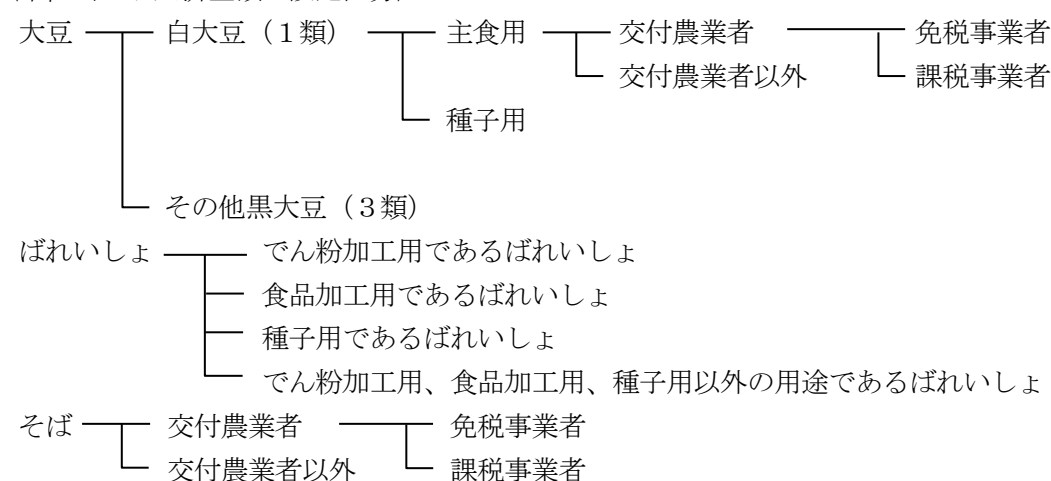 大豆 白大豆（１類） 主食用 交付農業者 免税事業者
交付農業者以外 課税事業者
種子用
その他黒大豆（３類）
ばれいしょ でん粉加工用であるばれいしょ
食品加工用であるばれいしょ
種子用であるばれいしょ
でん粉加工用、食品加工用、種子用以外の用途であるばれいしょ
そば 交付農業者 免税事業者
交付農業者以外 課税事業者